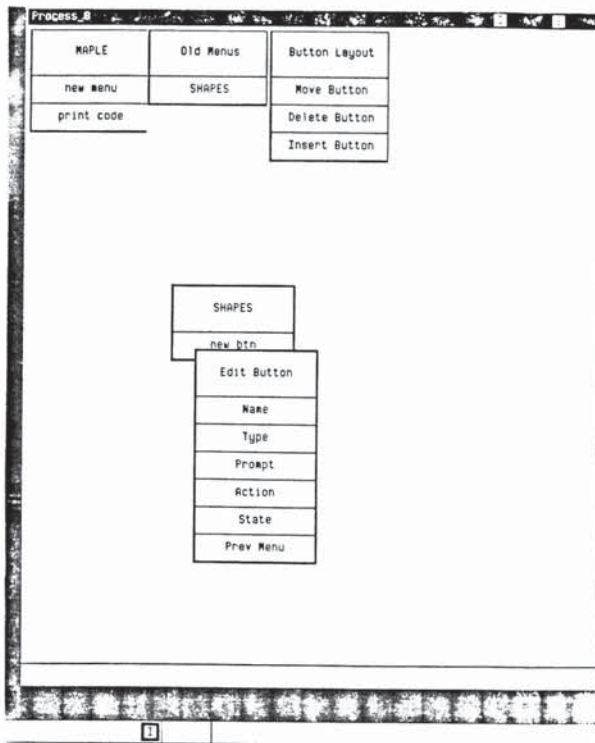 Process_8
MAPLE
new menu
print code
Old Menus
SHAPES
Button Layout
Move Button
Delete Button
Insert Button
SHAPES
new btn
Edit Button
Name
Type
Prompt
Action
State
Prev Menu
I